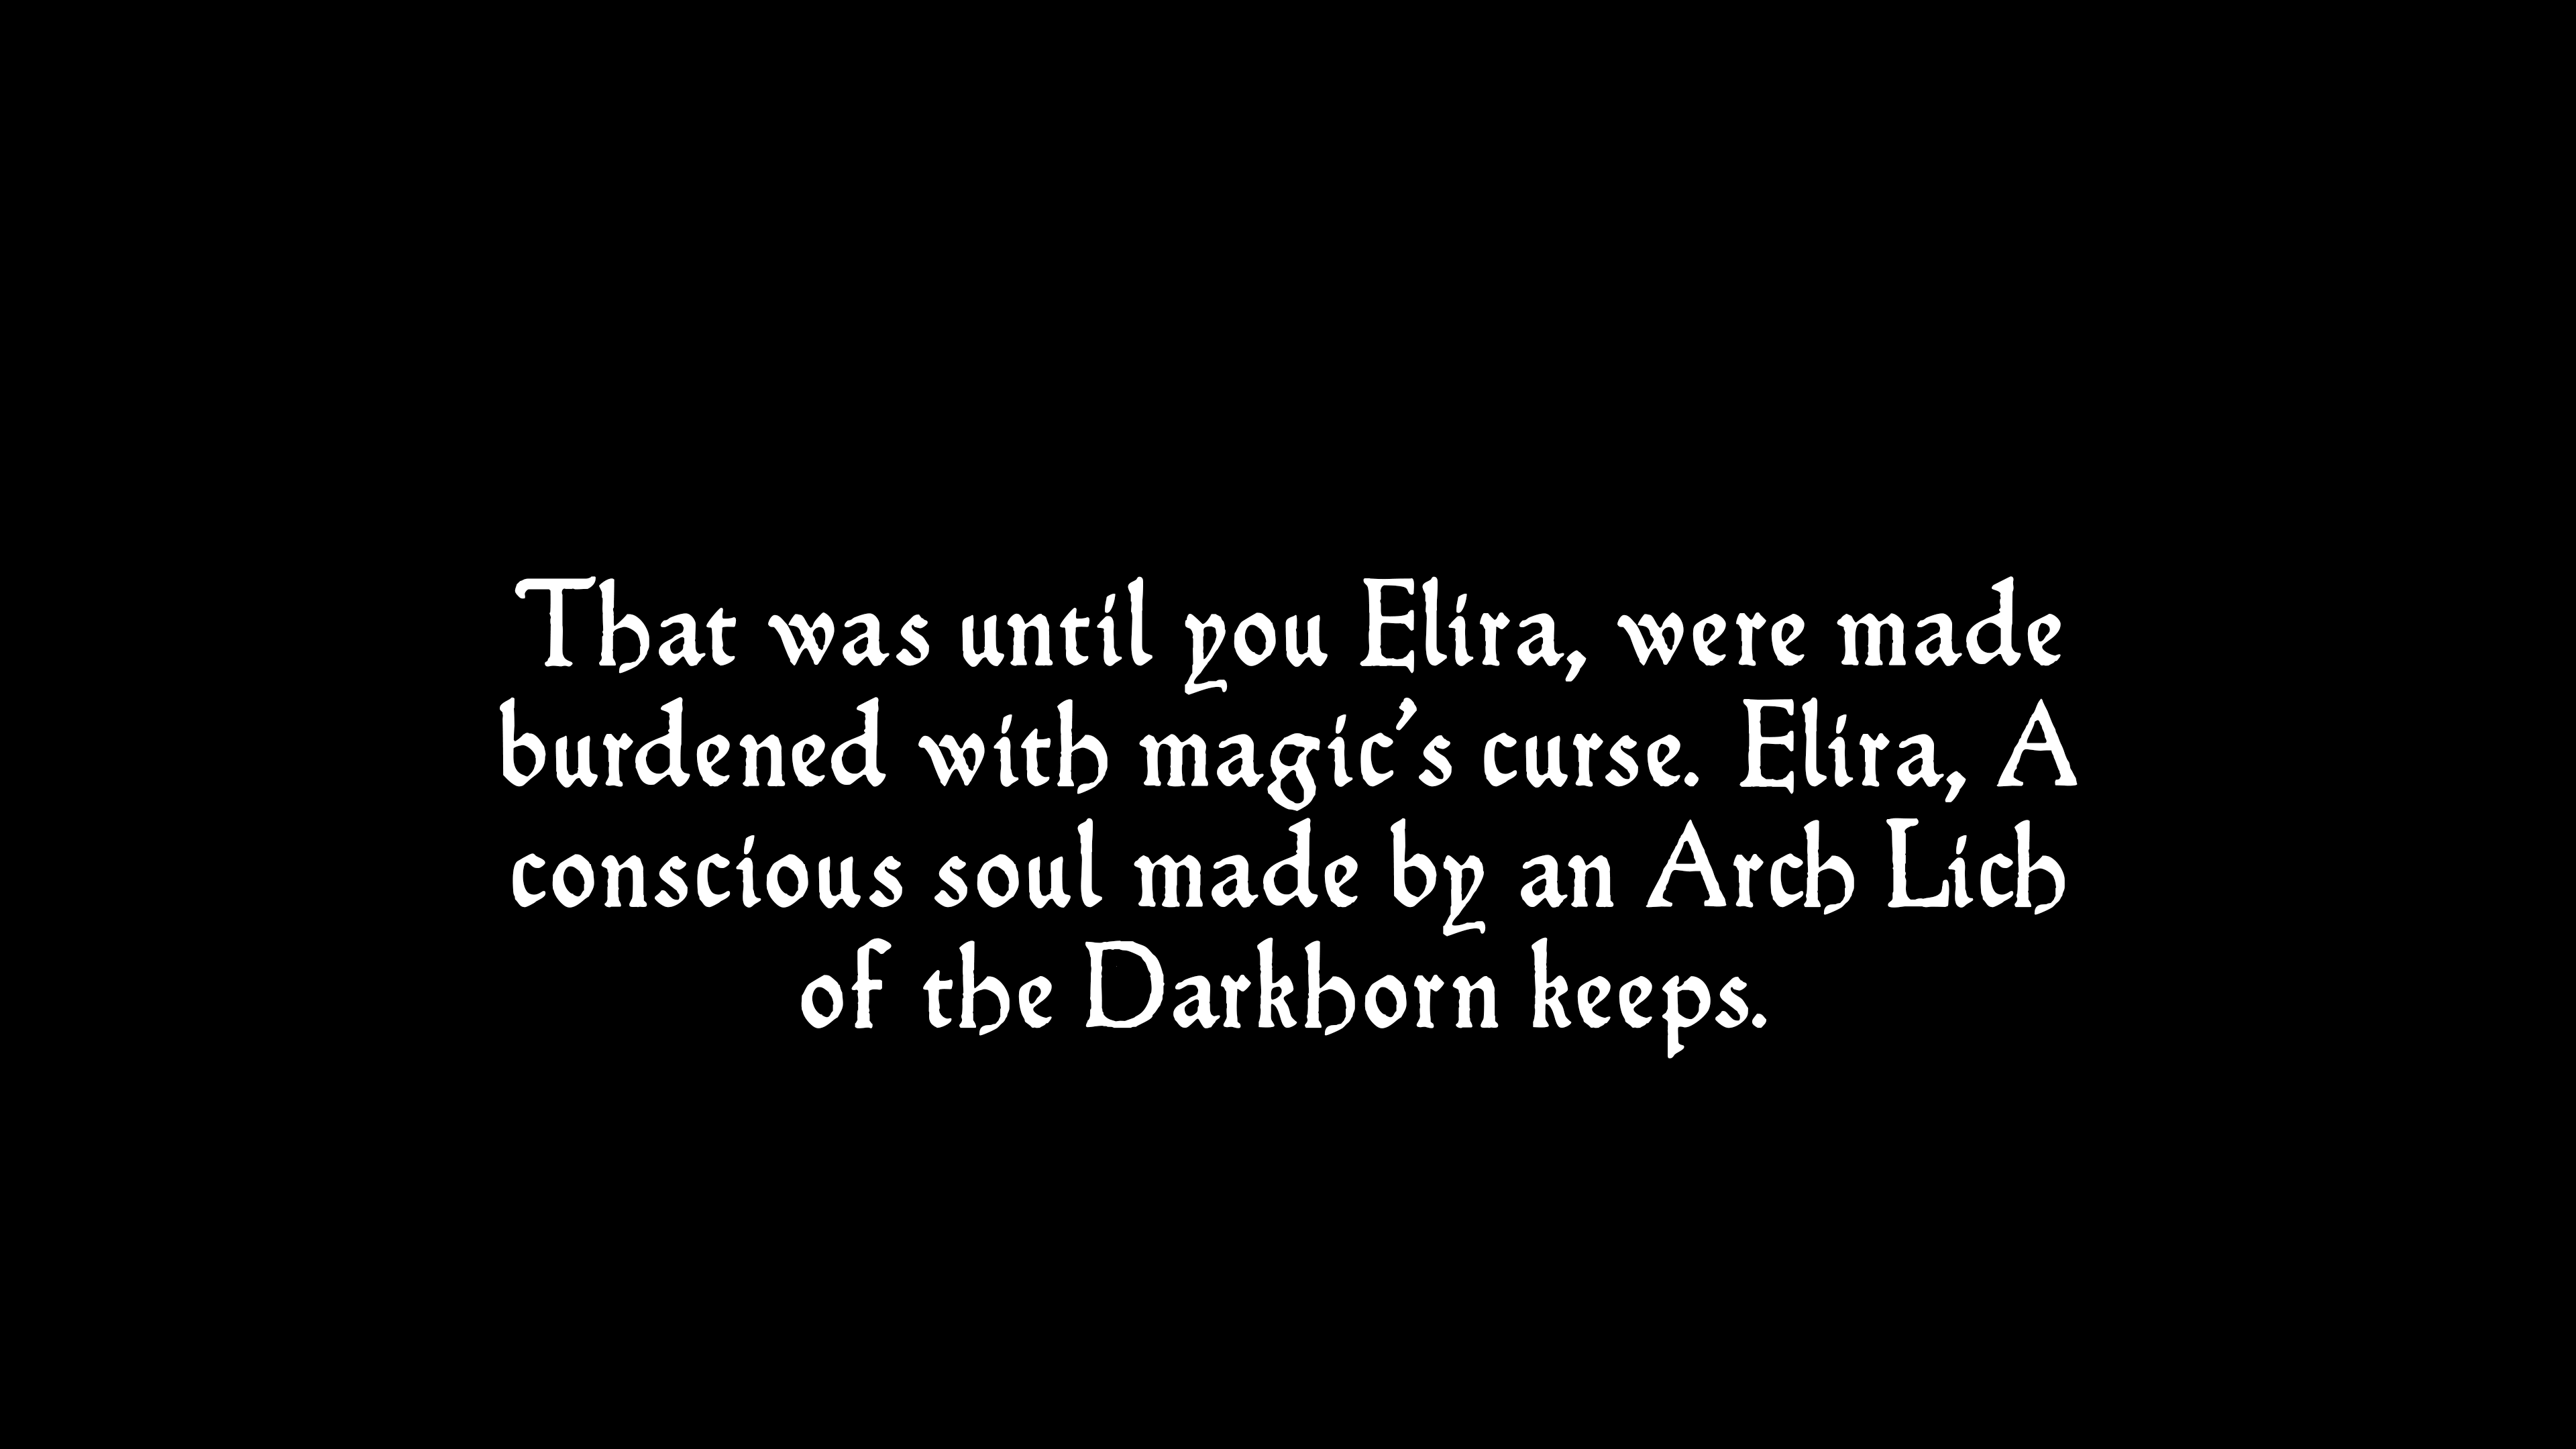 That was until you Elira, were made
burdened with magic's curse. Elira, A
conscious soul made by an Arch Lich
of the Darkhorn keeps.